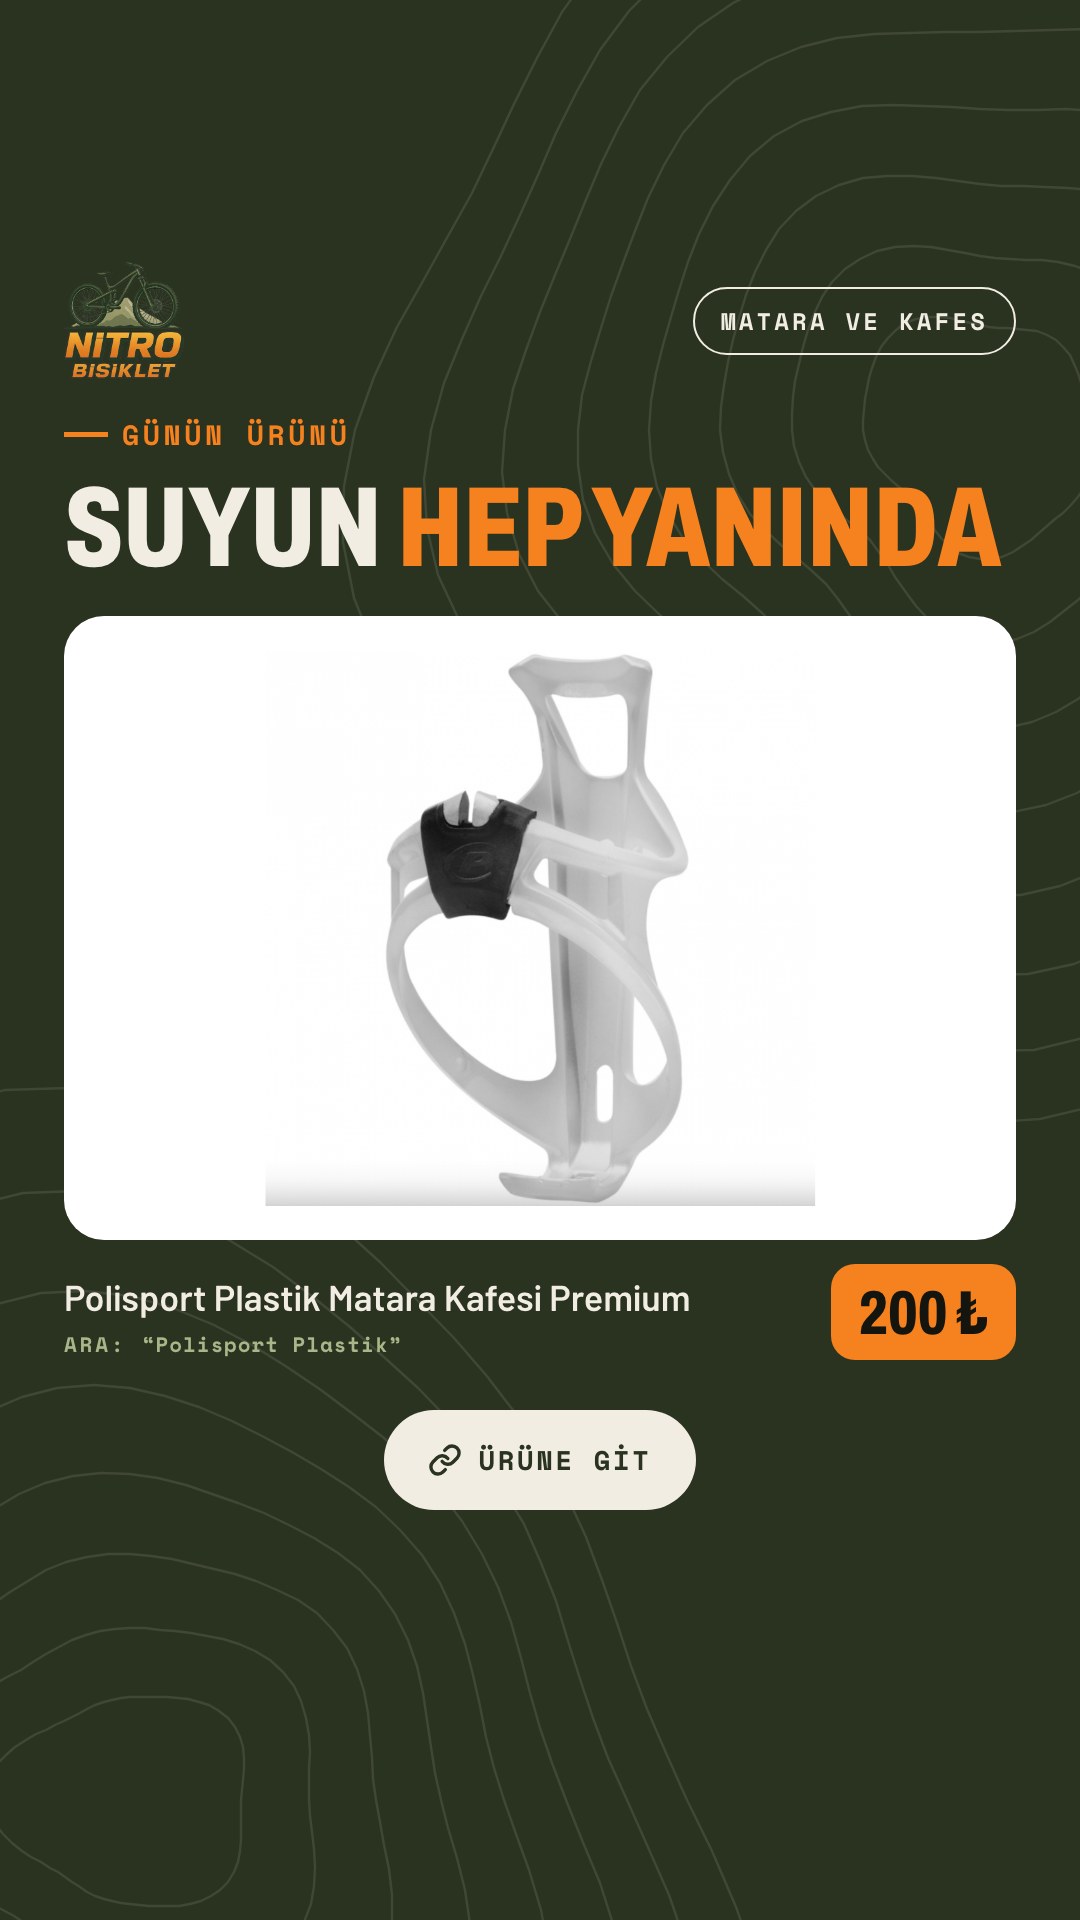 NiTRO
BiSiKLET
MATARA VE KAFES
GÜNÜN ÜRÜNÜ
SUYUN HEP YANINDA
Polisport Plastik Matara Kafesi Premium
200 ₺
ARA: “Polisport Plastik”
ÜRÜNE GİT